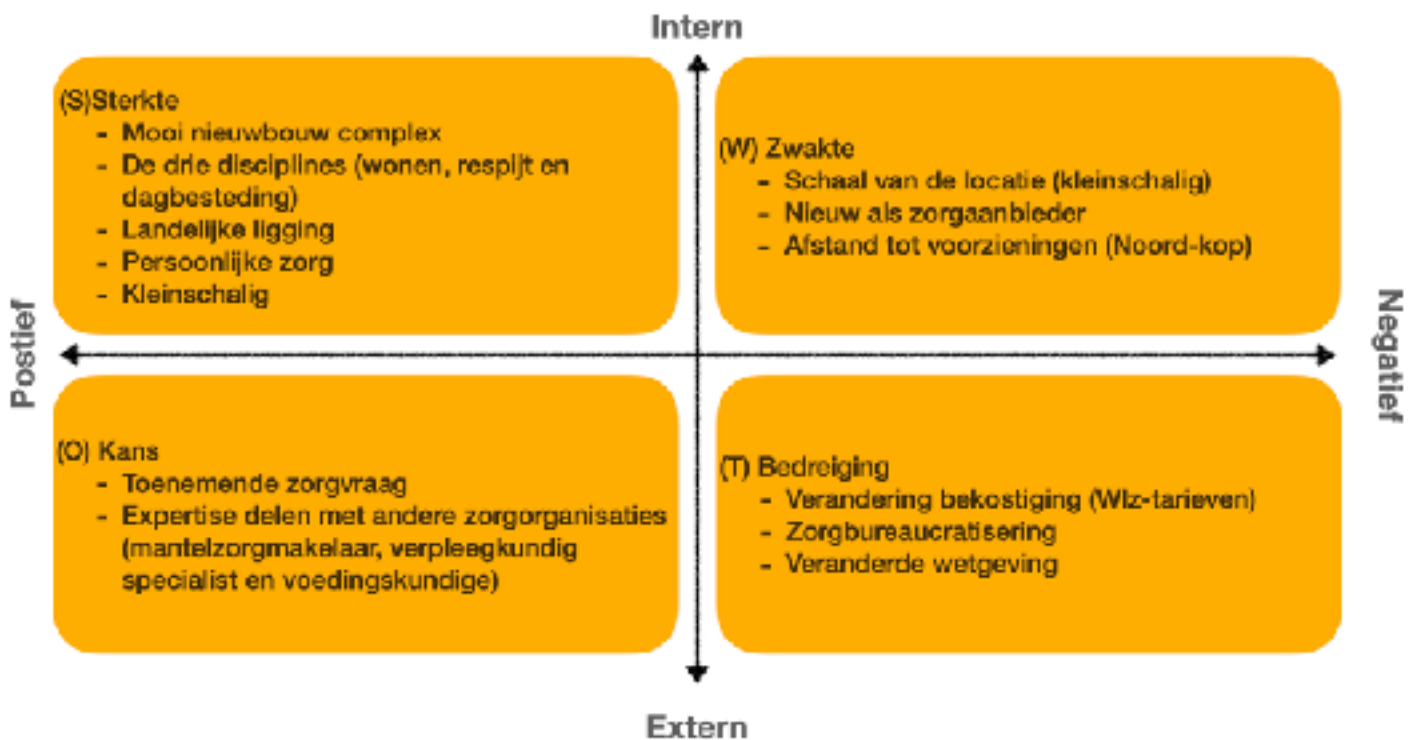 Intern
(S)Sterkte
- Mooi nieuwbouw complex
- De drie disciplines (wonen, respijt en
dagbesteding)
- Landelijke ligging
- Persoonlijke zorg
- Kleinschalig
(W) Zwakte
- Schaal van de locatie (kleinschalig)
- Nieuw als zorgaanbieder
- Afstand tot voorzieningen (Noord-kop)
Postief
Negatief
(O) Kans
- Toenemende zorgvraag
- Expertise delen met andere zorgorganisaties
(mantelzorgmakelaar, verpleegkundig
specialist en voedingskundige)
(T) Bedreiging
- Verandering bekostiging (Wlz-tarieven)
- Zorgbureaucratisering
- Veranderde wetgeving
Extern